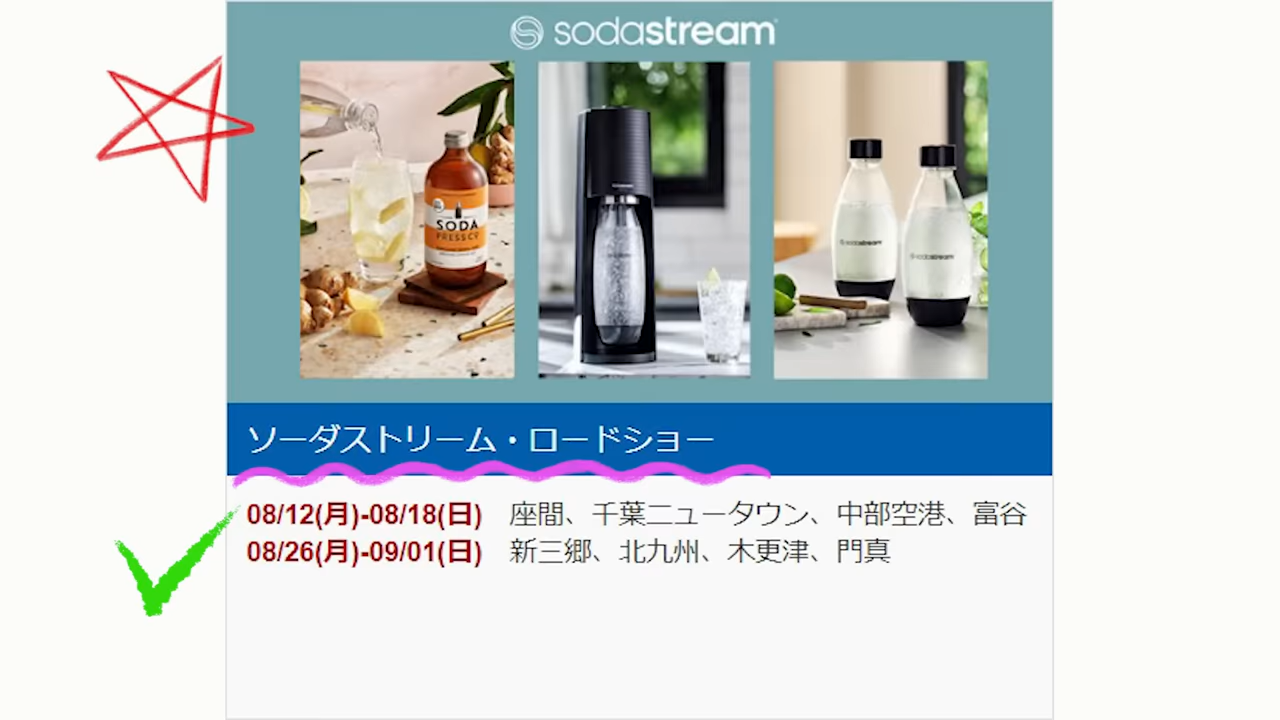 sodastream
SODA
PRESS CO
sodastream
sodastream
ソーダストリーム・ロードショー
08/12(月)-08/18(日) 座間、千葉ニュータウン、中部空港、富谷
08/26(月)-09/01(日) 新三郷、北九州、木更津、門真